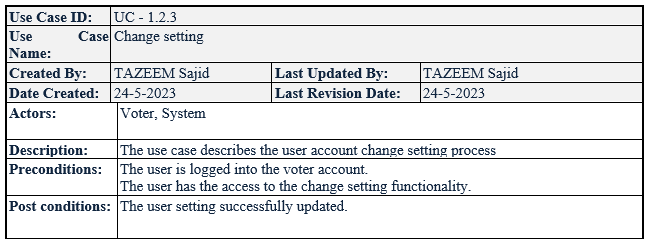 Use Case ID: UC - 1.2.3
Use Case Change setting
Name:
Created By: TAZEEM Sajid Last Updated By: TAZEEM Sajid
Date Created: 24-5-2023 Last Revision Date: 24-5-2023
Actors: Voter, System
Description: The use case describes the user account change setting process
Preconditions: The user is logged into the voter account.
The user has the access to the change setting functionality.
Post conditions: The user setting successfully updated.